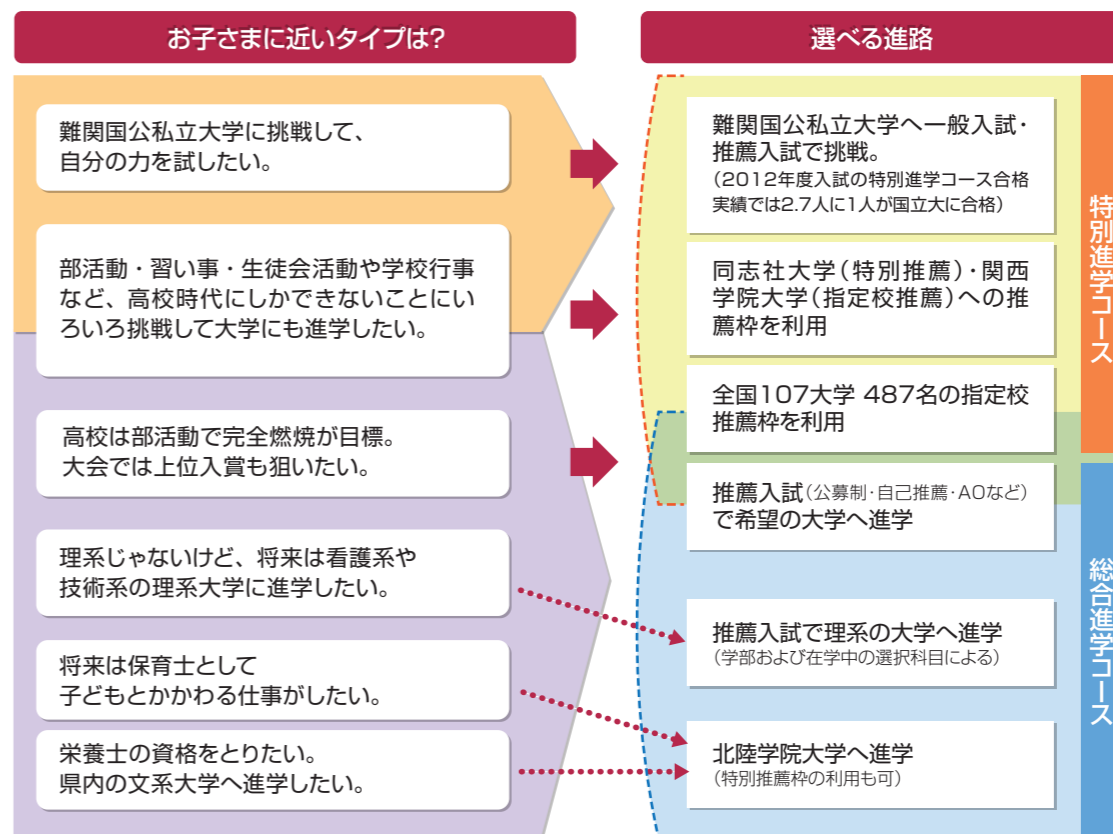 お子さまに近いタイプは?
難関国公私立大学に挑戦して、
自分の力を試したい。
部活動・習い事・生徒会活動や学校行事
など、高校時代にしかできないことにい
ろいろ挑戦して大学にも進学したい。
高校は部活動で完全燃焼が目標。
大会では上位入賞も狙いたい。
理系じゃないけど、将来は看護系や
技術系の理系大学に進学したい。
将来は保育士として
子どもとかかわる仕事がしたい。
栄養士の資格をとりたい。
県内の文系大学へ進学したい。
選べる進路
難関国公私立大学へ一般入試・
推薦入試で挑戦。
(2012年度入試の特別進学コース合格
実績では2.7人に1人が国立大に合格)
同志社大学(特別推薦)・関西
学院大学(指定校推薦)への推
薦枠を利用
全国107大学 487名の指定校
推薦枠を利用
推薦入試(公募制・自己推薦・AOなど)
で希望の大学へ進学
推薦入試で理系の大学へ進学
(学部および在学中の選択科目による)
北陸学院大学へ進学
(特別推薦枠の利用も可)
特別進学コース
総合進学コース